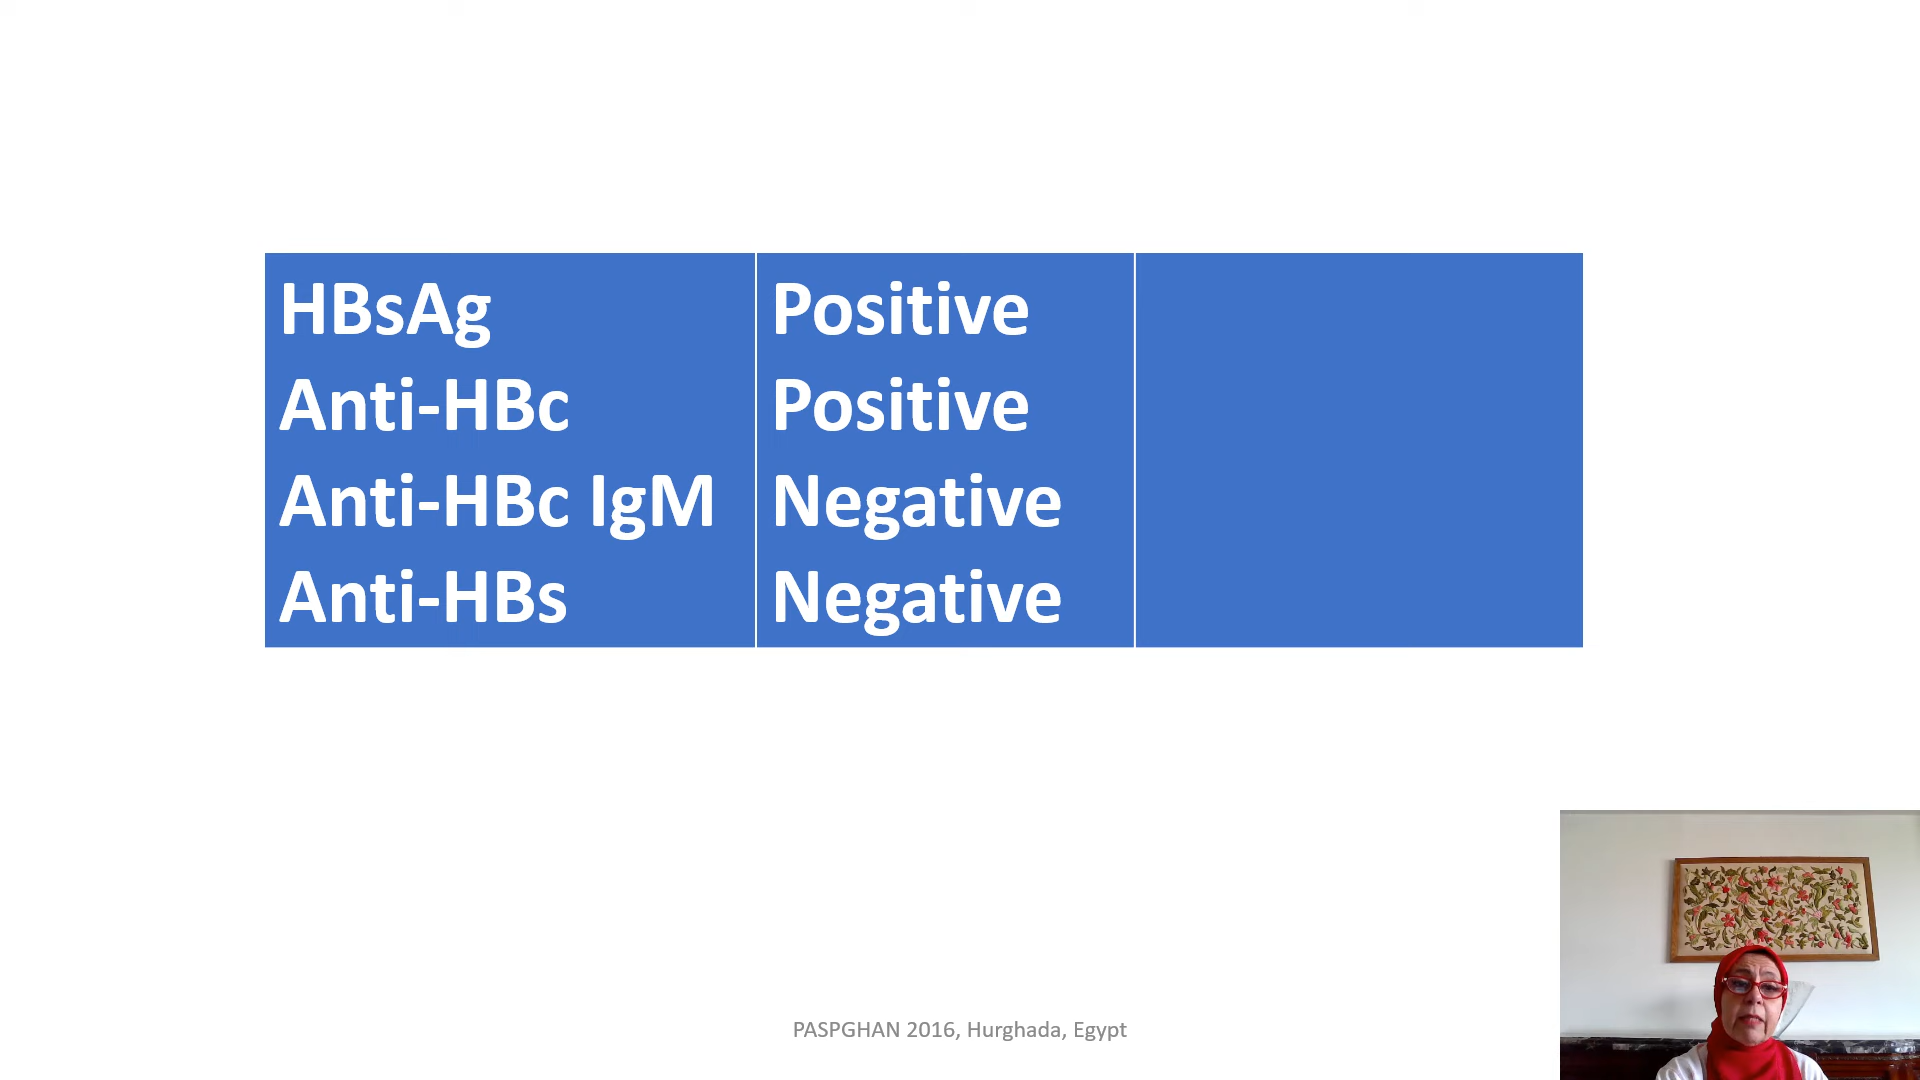 HBsAg Positive
Anti-HBc Positive
Anti-HBc IgM Negative
Anti-HBs Negative
PASPGHAN 2016, Hurghada, Egypt